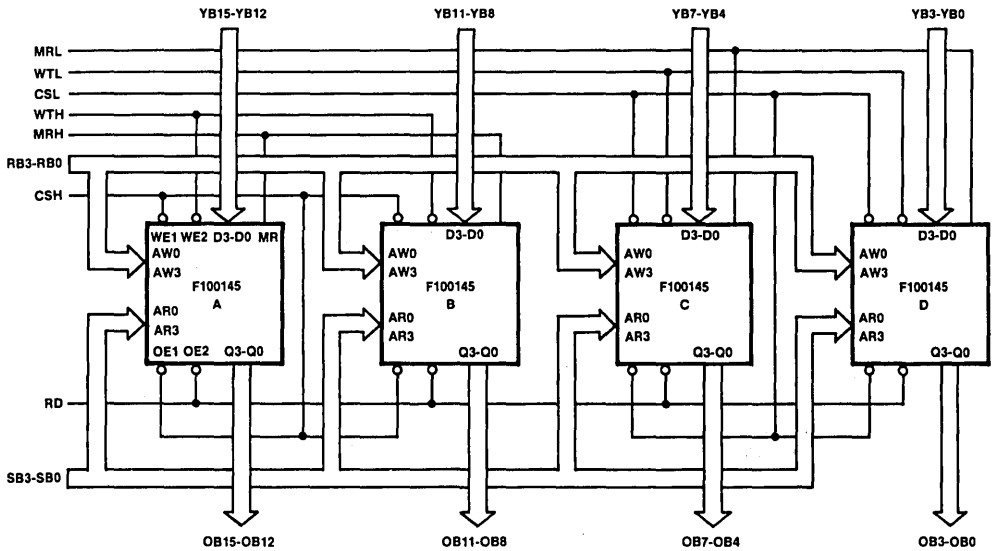 YB15-YB12 YB11-YB8 YB7-YB4 YB3-YB0
MRL
WTL
CSL
WTH
MRH
RB3-RB0
CSH
WE1 WE2 D3-D0 MR
AW0
AW3
F100145
A
AR0
AR3
OE1 OE2 Q3-Q0
D3-D0
AW0
AW3
F100145
B
AR0
AR3
Q3-Q0
D3-D0
AW0
AW3
F100145
C
AR0
AR3
Q3-Q0
D3-D0
AW0
AW3
F100145
D
AR0
AR3
Q3-Q0
RD
SB3-SB0
OB15-OB12 OB11-OB8 OB7-OB4 OB3-OB0